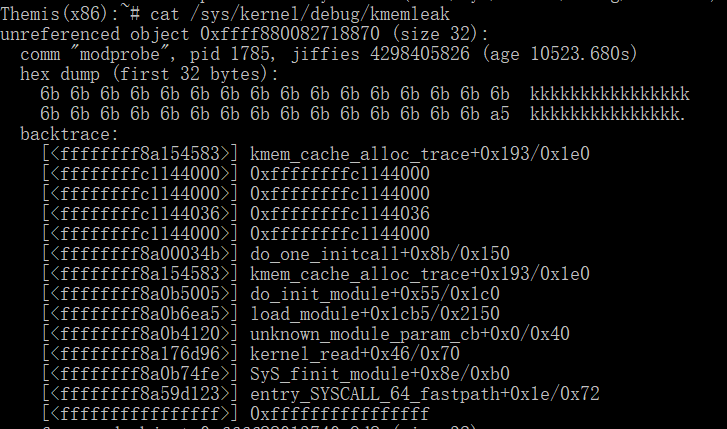 Themis(x86):~# cat /sys/kernel/debug/kmemleak
unreferenced object 0xffff880082718870 (size 32):
  comm "modprobe", pid 1785, jiffies 4298405826 (age 10523.680s)
  hex dump (first 32 bytes):
    6b 6b 6b 6b 6b 6b 6b 6b 6b 6b 6b 6b 6b 6b 6b 6b  kkkkkkkkkkkkkkkk
    6b 6b 6b 6b 6b 6b 6b 6b 6b 6b 6b 6b 6b 6b 6b a5  kkkkkkkkkkkkkkk.
  backtrace:
    [<ffffffff8a154583>] kmem_cache_alloc_trace+0x193/0x1e0
    [<ffffffffc1144000>] 0xffffffffc1144000
    [<ffffffffc1144000>] 0xffffffffc1144000
    [<ffffffffc1144036>] 0xffffffffc1144036
    [<ffffffffc1144000>] 0xffffffffc1144000
    [<ffffffff8a00034b>] do_one_initcall+0x8b/0x150
    [<ffffffff8a154583>] kmem_cache_alloc_trace+0x193/0x1e0
    [<ffffffff8a0b5005>] do_init_module+0x55/0x1c0
    [<ffffffff8a0b6ea5>] load_module+0x1cb5/0x2150
    [<ffffffff8a0b4120>] unknown_module_param_cb+0x0/0x40
    [<ffffffff8a176d96>] kernel_read+0x46/0x70
    [<ffffffff8a0b74fe>] SyS_finit_module+0x8e/0xb0
    [<ffffffff8a59d123>] entry_SYSCALL_64_fastpath+0x1e/0x72
    [<ffffffffffffffff>] 0xffffffffffffffff